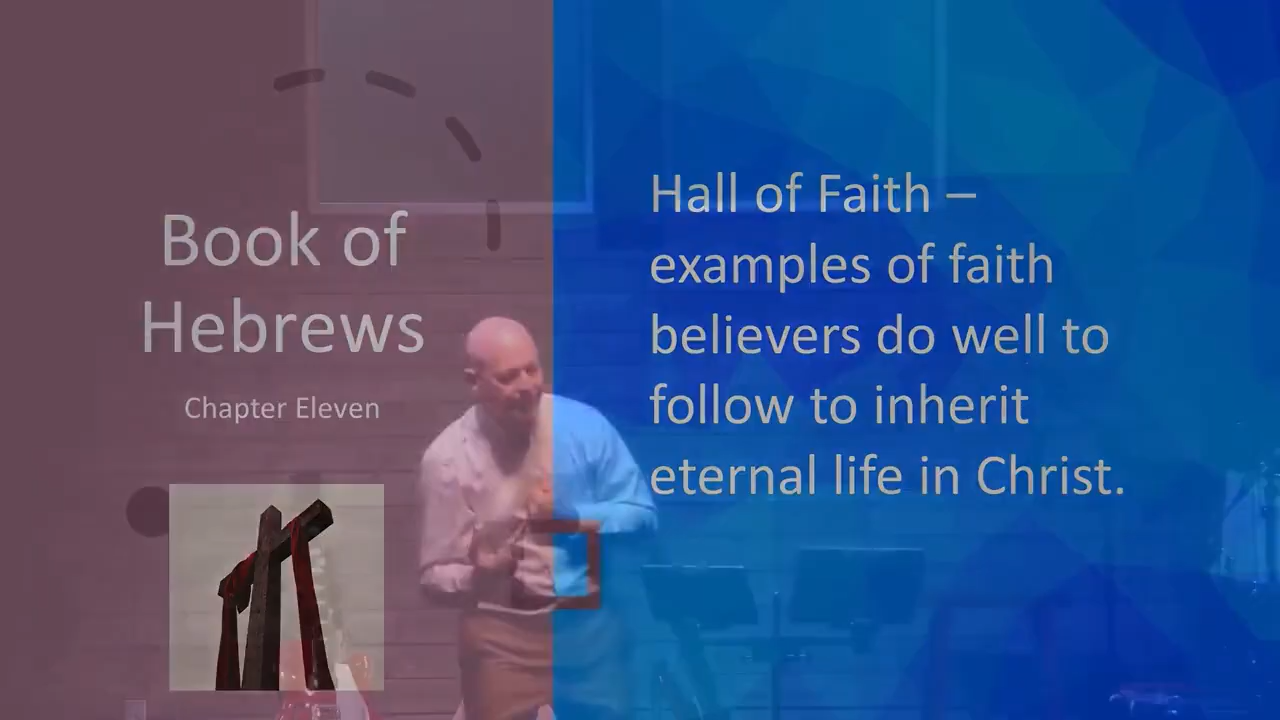 Book of
Hebrews
Chapter Eleven
Hall of Faith –
examples of faith
believers do well to
follow to inherit
eternal life in Christ.